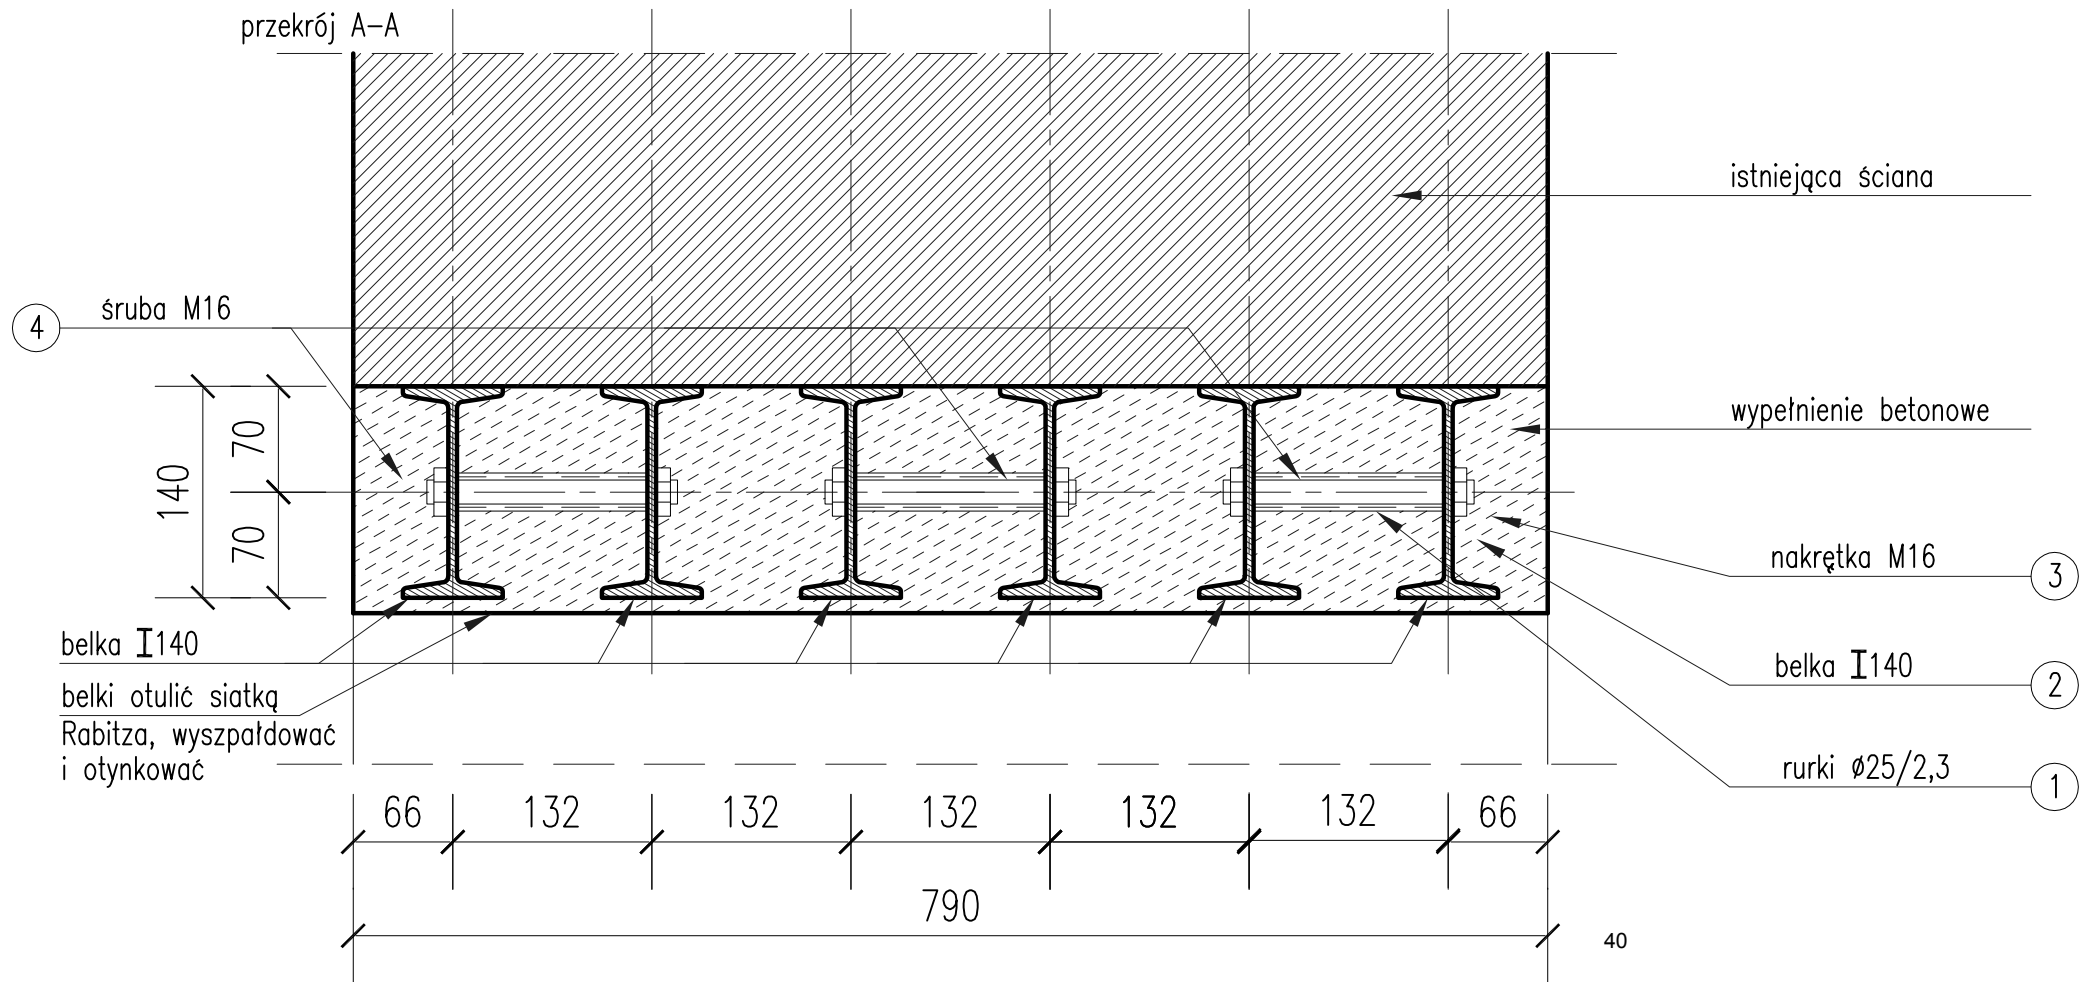 przekrój A-A
istniejąca ściana
4 śruba M16
wypełnienie betonowe
140
70
70
nakrętka M16 3
belka I140
belka I140 2
belki otulić siatką
Rabitza, wyszpałdować
i otynkować
rurki Ø25/2,3 1
66 132 132 132 132 132 66
790
40